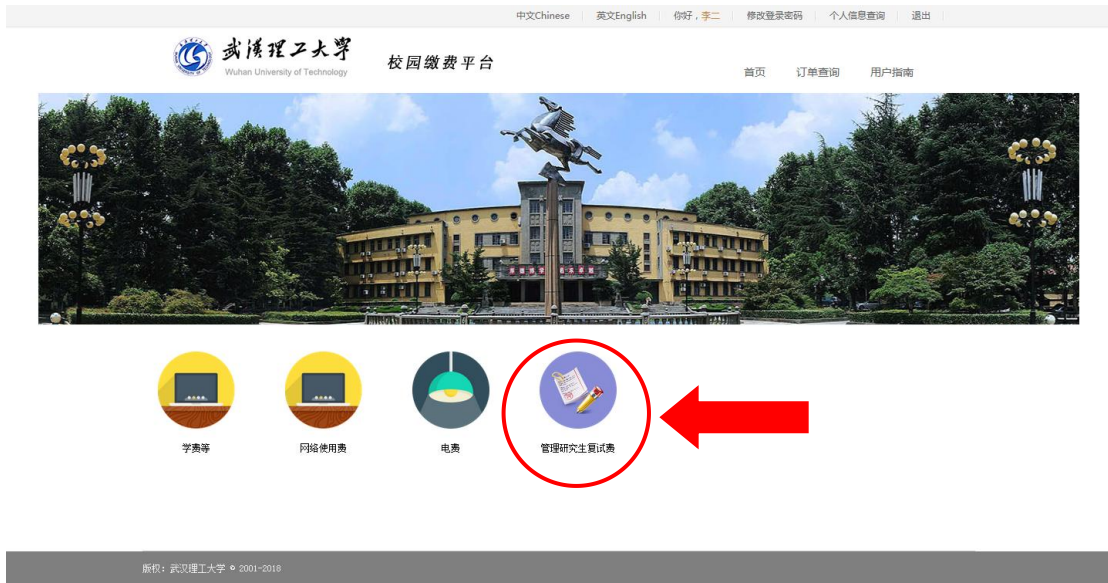 中文Chinese 英文English 你好，李二 修改登录密码 个人信息查询 退出
武汉理工大学
Wuhan University of Technology
校园缴费平台
首页 订单查询 用户指南
学费等 网络使用费 电费 管理研究生复试费
版权：武汉理工大学 © 2001-2018